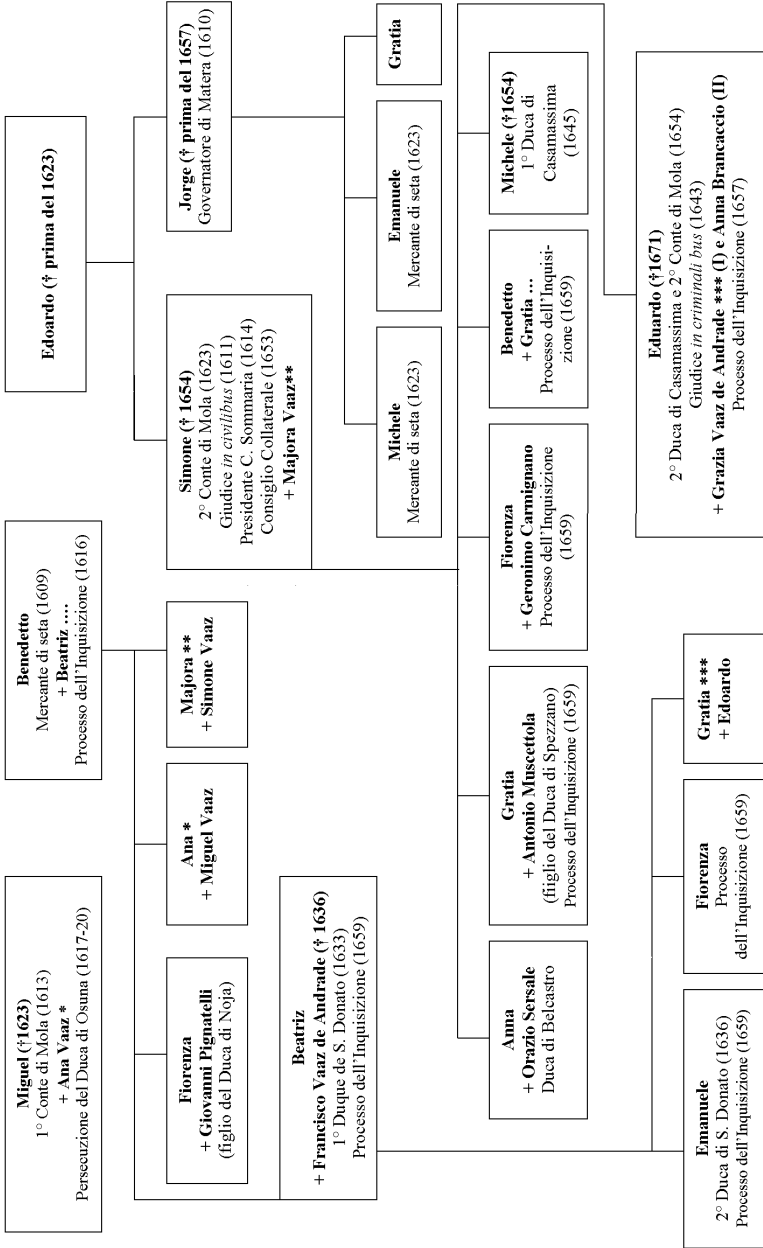 Miguel (†1623)
1° Conte di Mola (1613)
+ Ana Vaaz *
Persecuzione del Duca di Osuna (1617-20)
Benedetto
Mercante di seta (1609)
+ Beatriz ....
Processo dell'Inquisizione (1616)
Edoardo († prima del 1623)
Fiorenza
+ Giovanni Pignatelli
(figlio del Duca di Noja)
Ana *
+ Miguel Vaaz
Majora **
+ Simone Vaaz
Simone († 1654)
2° Conte di Mola (1623)
Giudice in civilibus (1611)
Presidente C. Sommaria (1614)
Consiglio Collaterale (1653)
+ Majora Vaaz**
Jorge († prima del 1657)
Governatore di Matera (1610)
Beatriz
+ Francisco Vaaz de Andrade († 1636)
1° Duque de S. Donato (1633)
Processo dell'Inquisizione (1659)
Michele
Mercante di seta (1623)
Emanuele
Mercante di seta (1623)
Gratia
Anna
+ Orazio Sersale
Duca di Belcastro
Gratia
+ Antonio Muscettola
(fiiglio del Duca di Spezzano)
Processo dell'Inquisizione (1659)
Fiorenza
+ Geronimo Carmignano
Processo dell'Inquisizione
(1659)
Benedetto
+ Gratia ...
Processo dell'Inquisi-
zione (1659)
Michele (†1654)
1° Duca di
Casamassima
(1645)
Emanuele
2° Duca di S. Donato (1636)
Processo dell'Inquisizione (1659)
Fiorenza
Processo
dell'Inquisizione (1659)
Gratia ***
+ Edoardo
Eduardo (†1671)
2° Duca di Casamassima e 2° Conte di Mola (1654)
Giudice in criminali bus (1643)
+ Grazia Vaaz de Andrade *** (I) e Anna Brancaccio (II)
Processo dell'Inquisizione (1657)